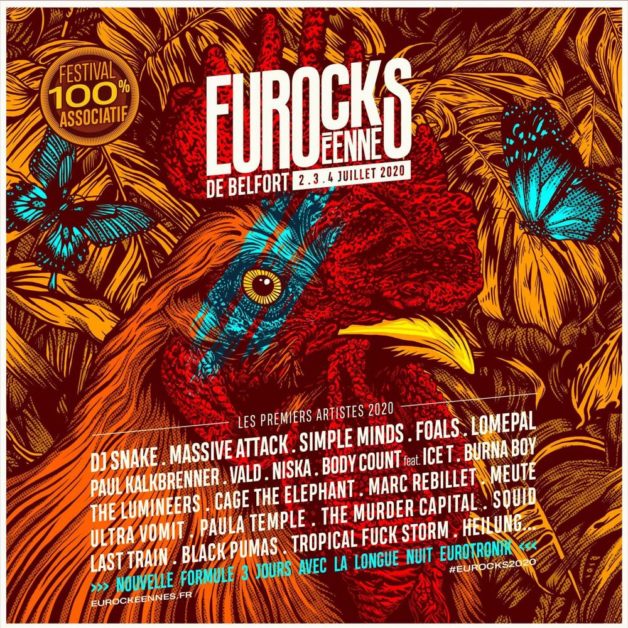 FESTIVAL
100%
ASSOCIATIF
EUROCKS
ÉENNE
DE BELFORT 2.3.4 JUILLET 2020
LES PREMIERS ARTISTES 2020
DJ SNAKE . MASSIVE ATTACK . SIMPLE MINDS . FOALS . LOMEPAL
PAUL KALKBRENNER . VALD . NISKA . BODY COUNT feat. ICE T . BURNA BOY
THE LUMINEERS . CAGE THE ELEPHANT . MARC REBILLET . MEUTE
ULTRA VOMIT . PAULA TEMPLE . THE MURDER CAPITAL . SQUID
LAST TRAIN . BLACK PUMAS . TROPICAL FUCK STORM . HEILUNG...
>>> NOUVELLE FORMULE 3 JOURS AVEC LA LONGUE NUIT EUROTRONIK <<<
EUROCKEENNES.FR #EUROCKS2020